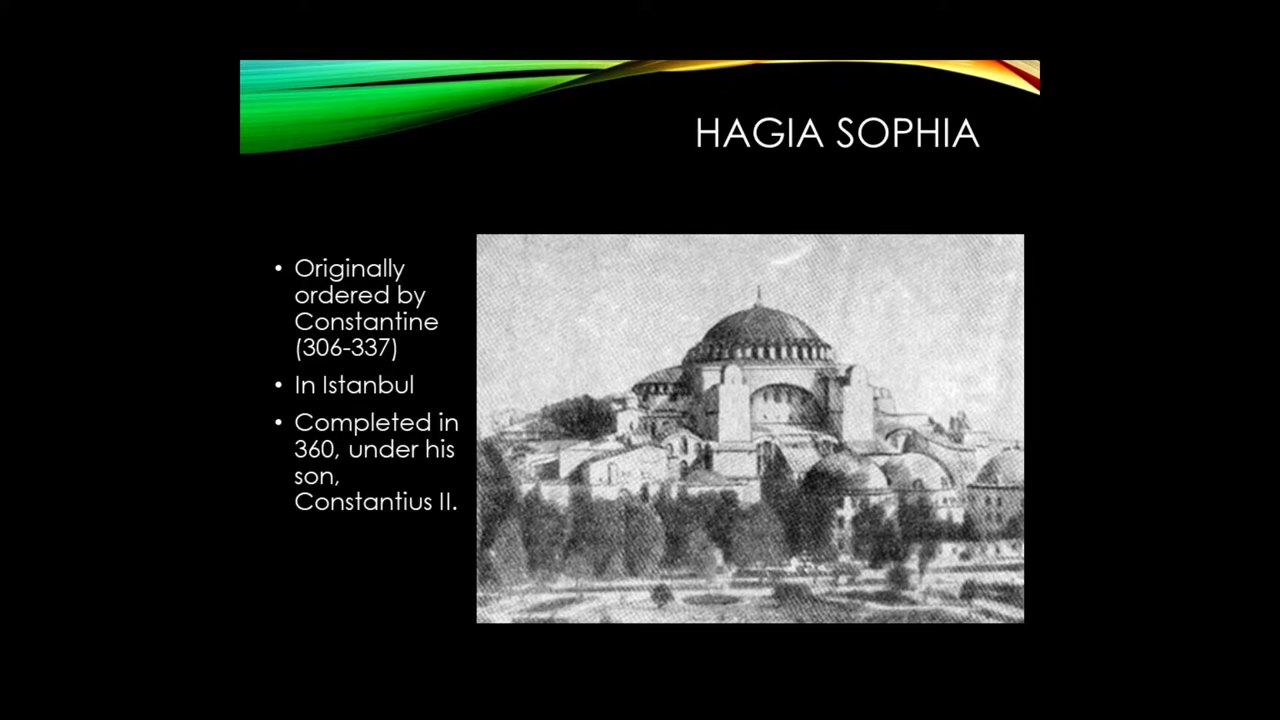 HAGIA SOPHIA
• Originally
ordered by
Constantine
(306-337)
• In Istanbul
• Completed in
360, under his
son,
Constantius II.